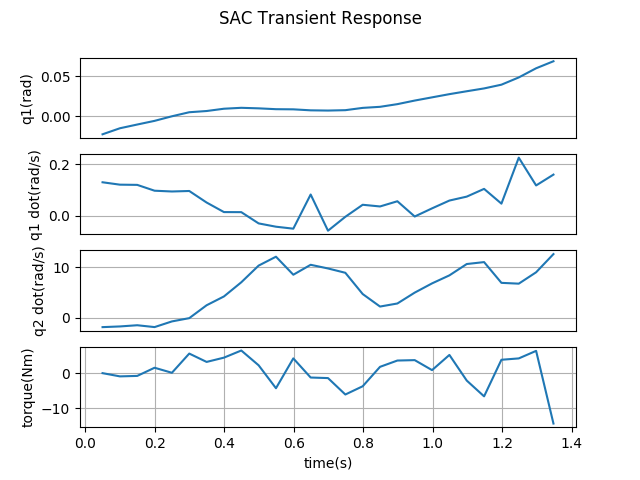 SAC Transient Response
0.05
0.00
q1(rad)
0.2
0.0
q1 dot(rad/s)
10
0
q2 dot(rad/s)
0
−10
torque(Nm)
0.0 0.2 0.4 0.6 0.8 1.0 1.2 1.4
time(s)